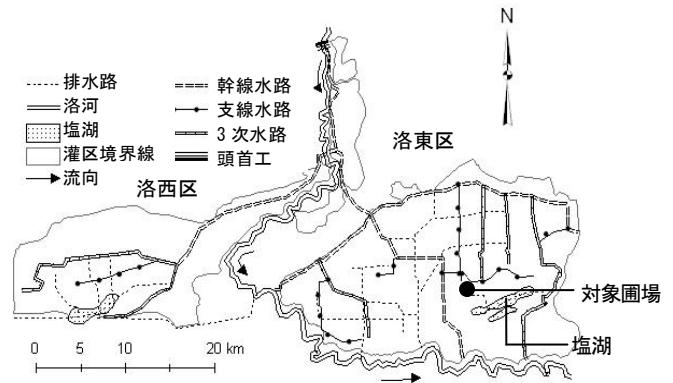 N
排水路
洛河
塩湖
灌区境界線
流向
幹線水路
支線水路
3次水路
頭首工
洛東区
洛西区
対象圃場
塩湖
0 5 10 20 km